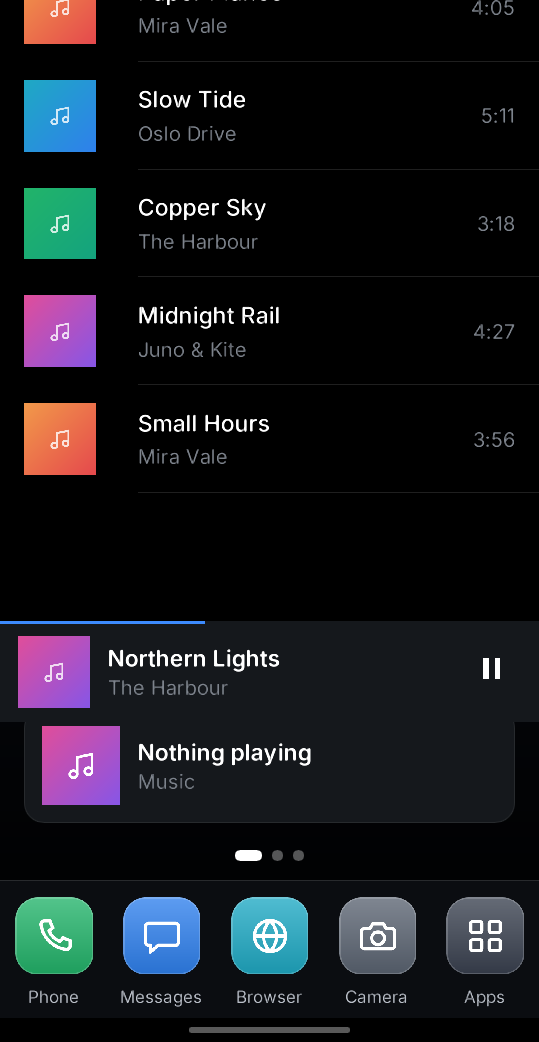 4:05
Mira Vale
Slow Tide
5:11
Oslo Drive
Copper Sky
3:18
The Harbour
Midnight Rail
4:27
Juno & Kite
Small Hours
3:56
Mira Vale
Northern Lights
The Harbour
Nothing playing
Music
Phone Messages Browser Camera Apps